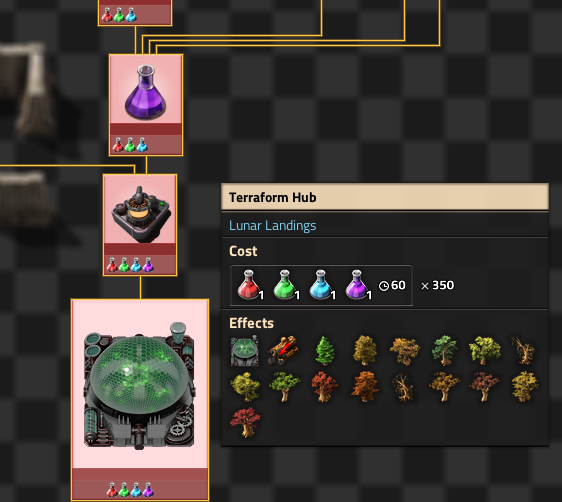 Terraform Hub
Lunar Landings
Cost
1 1 1 1 60 × 350
Effects